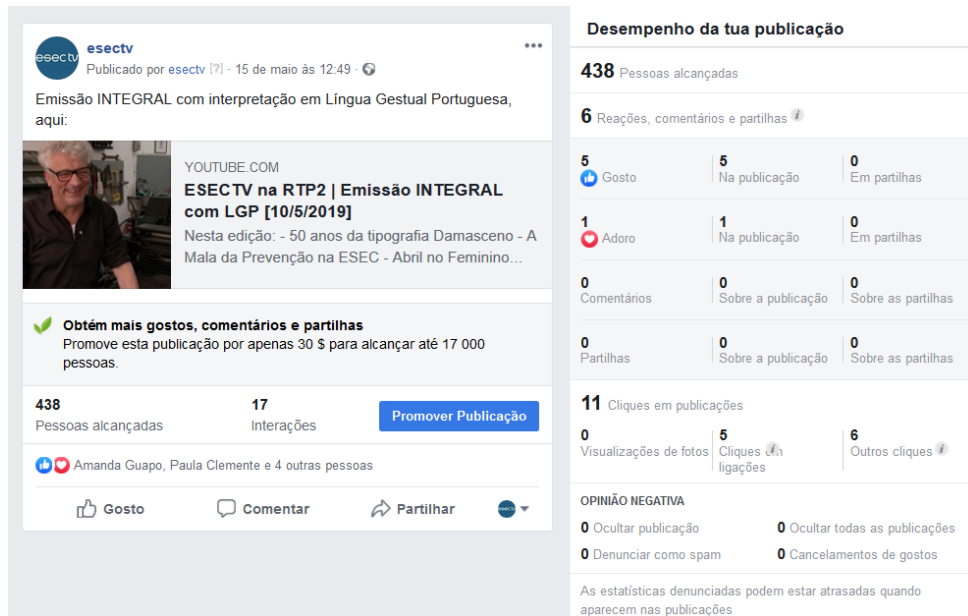 esectv
esectv
Publicado por esectv [?] · 15 de maio às 12:49 ·
Emissão INTEGRAL com interpretação em Língua Gestual Portuguesa,
aqui:
YOUTUBE.COM
ESECTV na RTP2 | Emissão INTEGRAL
com LGP [10/5/2019]
Nesta edição: - 50 anos da tipografia Damasceno - A
Mala da Prevenção na ESEC - Abril no Feminino...
Obtém mais gostos, comentários e partilhas
Promove esta publicação por apenas 30 $ para alcançar até 17 000
pessoas.
438 17
Pessoas alcançadas Interações
Promover Publicação
Amanda Guapo, Paula Clemente e 4 outras pessoas
Gosto Comentar Partilhar esectv
Desempenho da tua publicação
438 Pessoas alcançadas
6 Reações, comentários e partilhas i
5 5 0
Gosto Na publicação Em partilhas
1 1 0
Adoro Na publicação Em partilhas
0 0 0
Comentários Sobre a publicação Sobre as partilhas
0 0 0
Partilhas Sobre a publicação Sobre as partilhas
11 Cliques em publicações
0 5 6
Visualizações de fotos Cliques em Outros cliques i
ligações
OPINIÃO NEGATIVA
0 Ocultar publicação 0 Ocultar todas as publicações
0 Denunciar como spam 0 Cancelamentos de gostos
As estatísticas denunciadas podem estar atrasadas quando
aparecem nas publicações